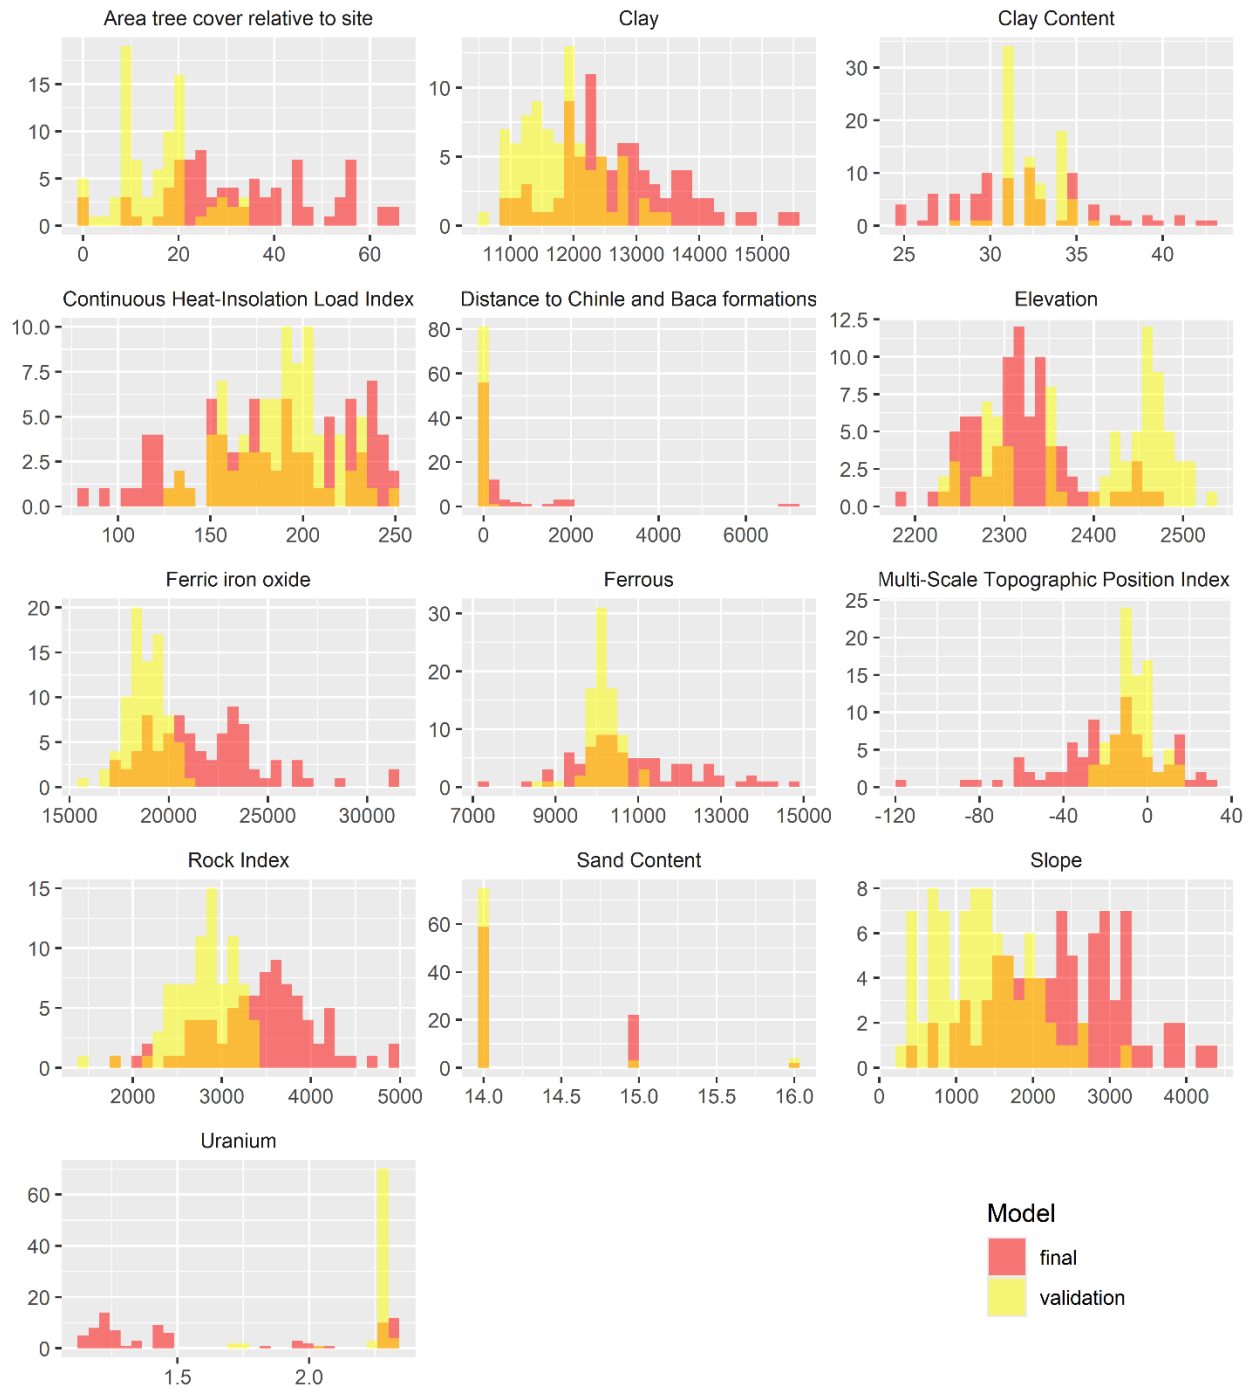 Area tree cover relative to site
Clay
Clay Content
15
10
5
0
0 20 40 60
10
5
0
11000 12000 13000 14000 15000
30
20
10
0
25 30 35 40
Continuous Heat-Insolation Load Index
Distance to Chinle and Baca formations
Elevation
10.0
7.5
5.0
2.5
0.0
100 150 200 250
80
60
40
20
0
0 2000 4000 6000
12.5
10.0
7.5
5.0
2.5
0.0
2200 2300 2400 2500
Ferric iron oxide
Ferrous
Multi-Scale Topographic Position Index
20
15
10
5
0
15000 20000 25000 30000
30
20
10
0
7000 9000 11000 13000 15000
25
20
15
10
5
0
-120 -80 -40 0 40
Rock Index
Sand Content
Slope
15
10
5
0
2000 3000 4000 5000
60
40
20
0
14.0 14.5 15.0 15.5 16.0
8
6
4
2
0
0 1000 2000 3000 4000
Uranium
60
40
20
0
1.5 2.0
Model
final
validation